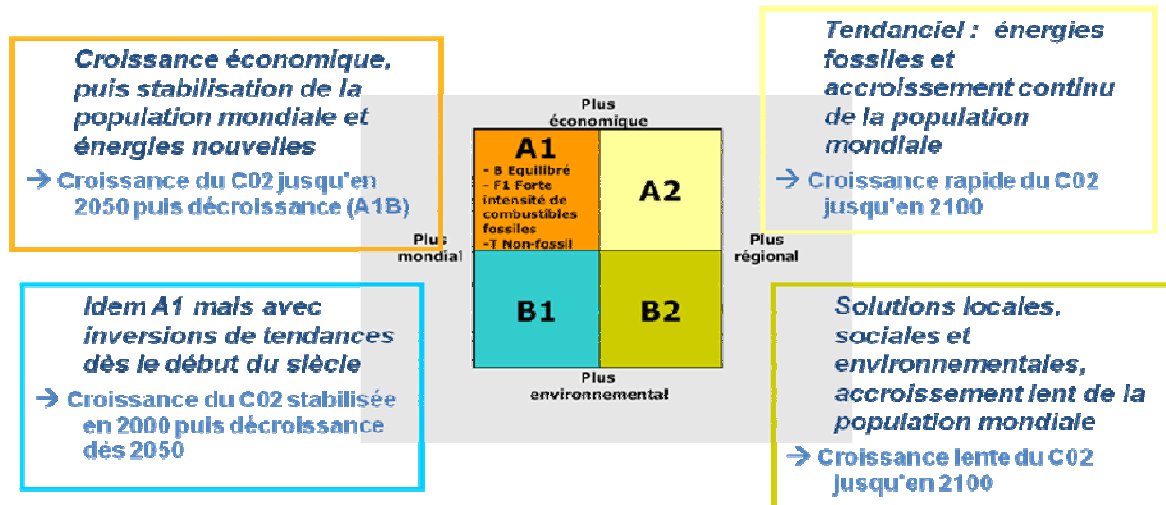 Croissance économique,
puis stabilisation de la
population mondiale et
énergies nouvelles
→ Croissance du C02 jusqu'en
2050 puis décroissance (A1B)
Tendanciel : énergies
fossiles et
accroissement continu
de la population
mondiale
→ Croissance rapide du C02
jusqu'en 2100
Plus
économique
A1
- B Equilibré
- F1 Forte
intensité de
combustibles
fossiles
-T Non-fossil
A2
Plus
mondial
Plus
régional
B1
B2
Plus
environnemental
Idem A1 mais avec
inversions de tendances
dès le début du siècle
→ Croissance du C02 stabilisée
en 2000 puis décroissance
dés 2050
Solutions locales,
sociales et
environnementales,
accroissement lent de la
population mondiale
→ Croissance lente du C02
jusqu'en 2100